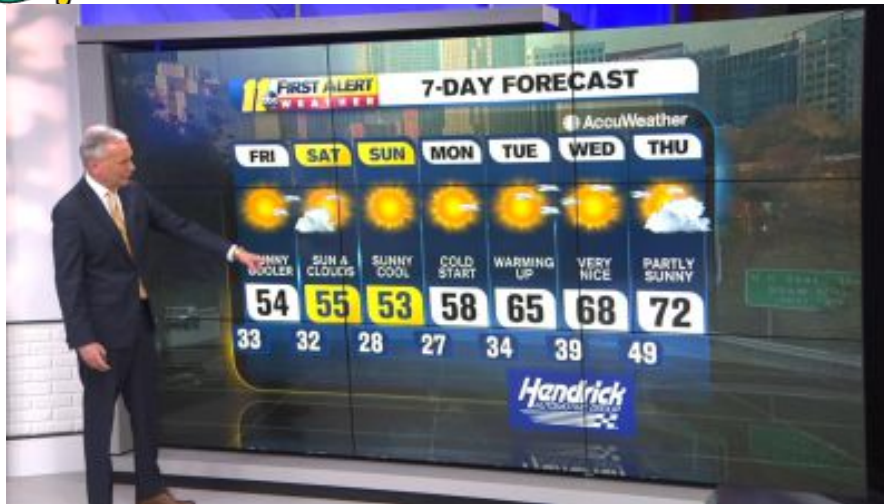 11 FIRST ALERT
WEATHER
7-DAY FORECAST
AccuWeather
FRI SAT SUN MON TUE WED THU
SUNNY COOLER
SUN & CLOUDS
SUNNY COOL
COLD START
WARMING UP
VERY NICE
PARTLY SUNNY
54 55 53 58 65 68 72
33 32 28 27 34 39 49
Hendrick
AUTOMOTIVE GROUP